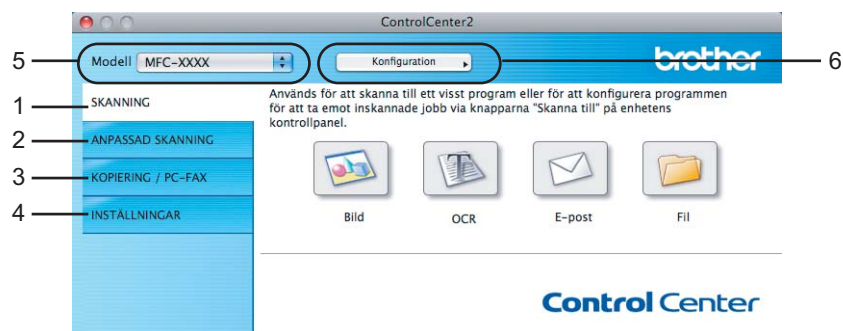 ControlCenter2
5
Modell MFC-XXXX
Konfiguration
brother
6
1
SKANNING
2
ANPASSAD SKANNING
3
KOPIERING / PC-FAX
4
INSTÄLLNINGAR
Används för att skanna till ett visst program eller för att konfigurera programmen
för att ta emot inskannade jobb via knapparna "Skanna till" på enhetens
kontrollpanel.
Bild
OCR
E-post
Fil
Control Center